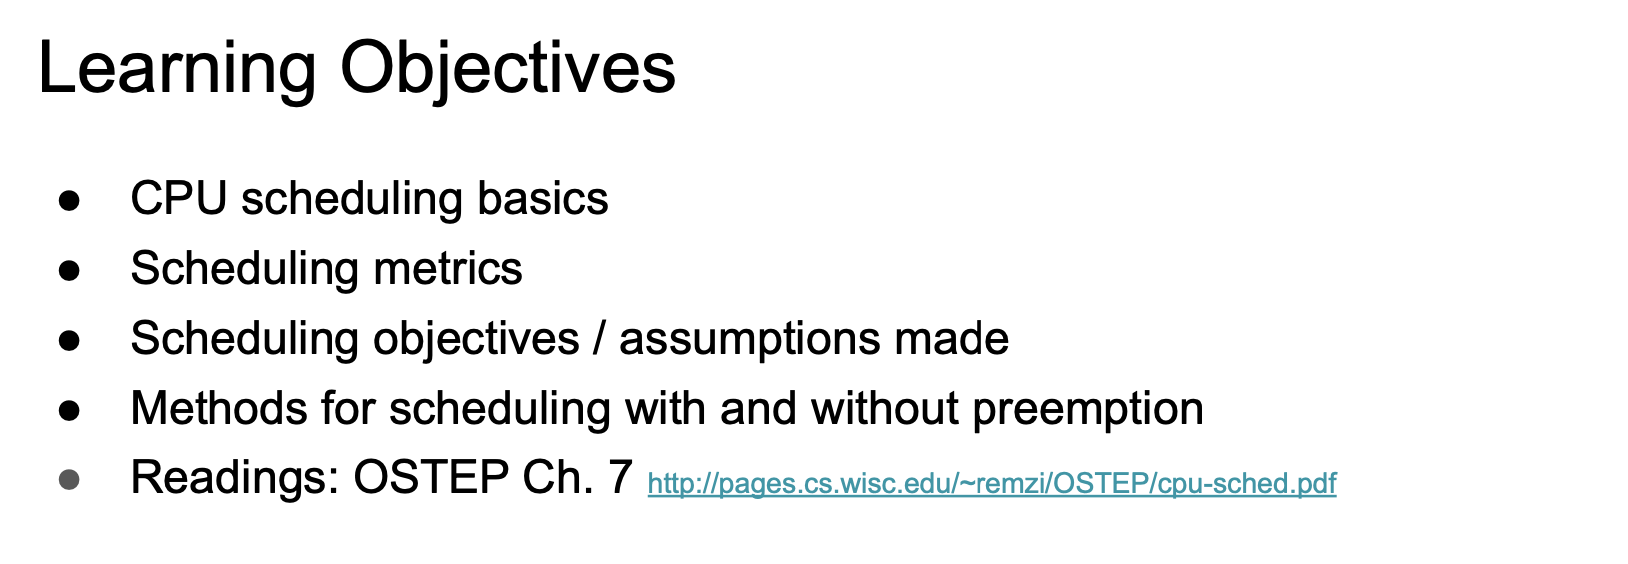 Learning Objectives
● CPU scheduling basics
● Scheduling metrics
● Scheduling objectives / assumptions made
● Methods for scheduling with and without preemption
● Readings: OSTEP Ch. 7 http://pages.cs.wisc.edu/~remzi/OSTEP/cpu-sched.pdf